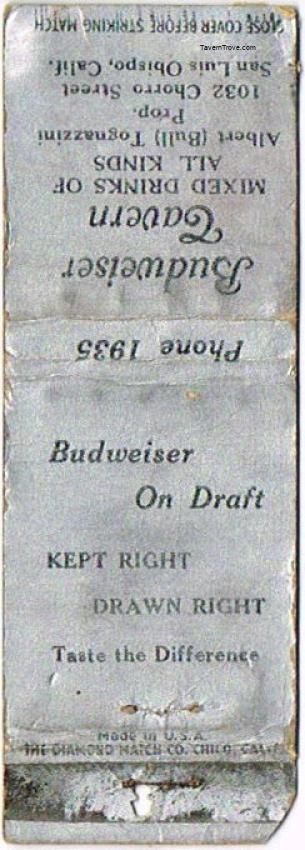 CLOSE COVER BEFORE STRIKING MATCH
TavernTrove.com
Budweiser
Tavern
MIXED DRINKS OF
ALL KINDS
Albert (Bull) Tognazzini
Prop.
1032 Chorro Street
San Luis Obispo, Calif.
Phone 1935
Budweiser
On Draft
KEPT RIGHT
DRAWN RIGHT
Taste the Difference
Made in U.S.A.
THE DIAMOND MATCH CO. CHICO, CALIF.